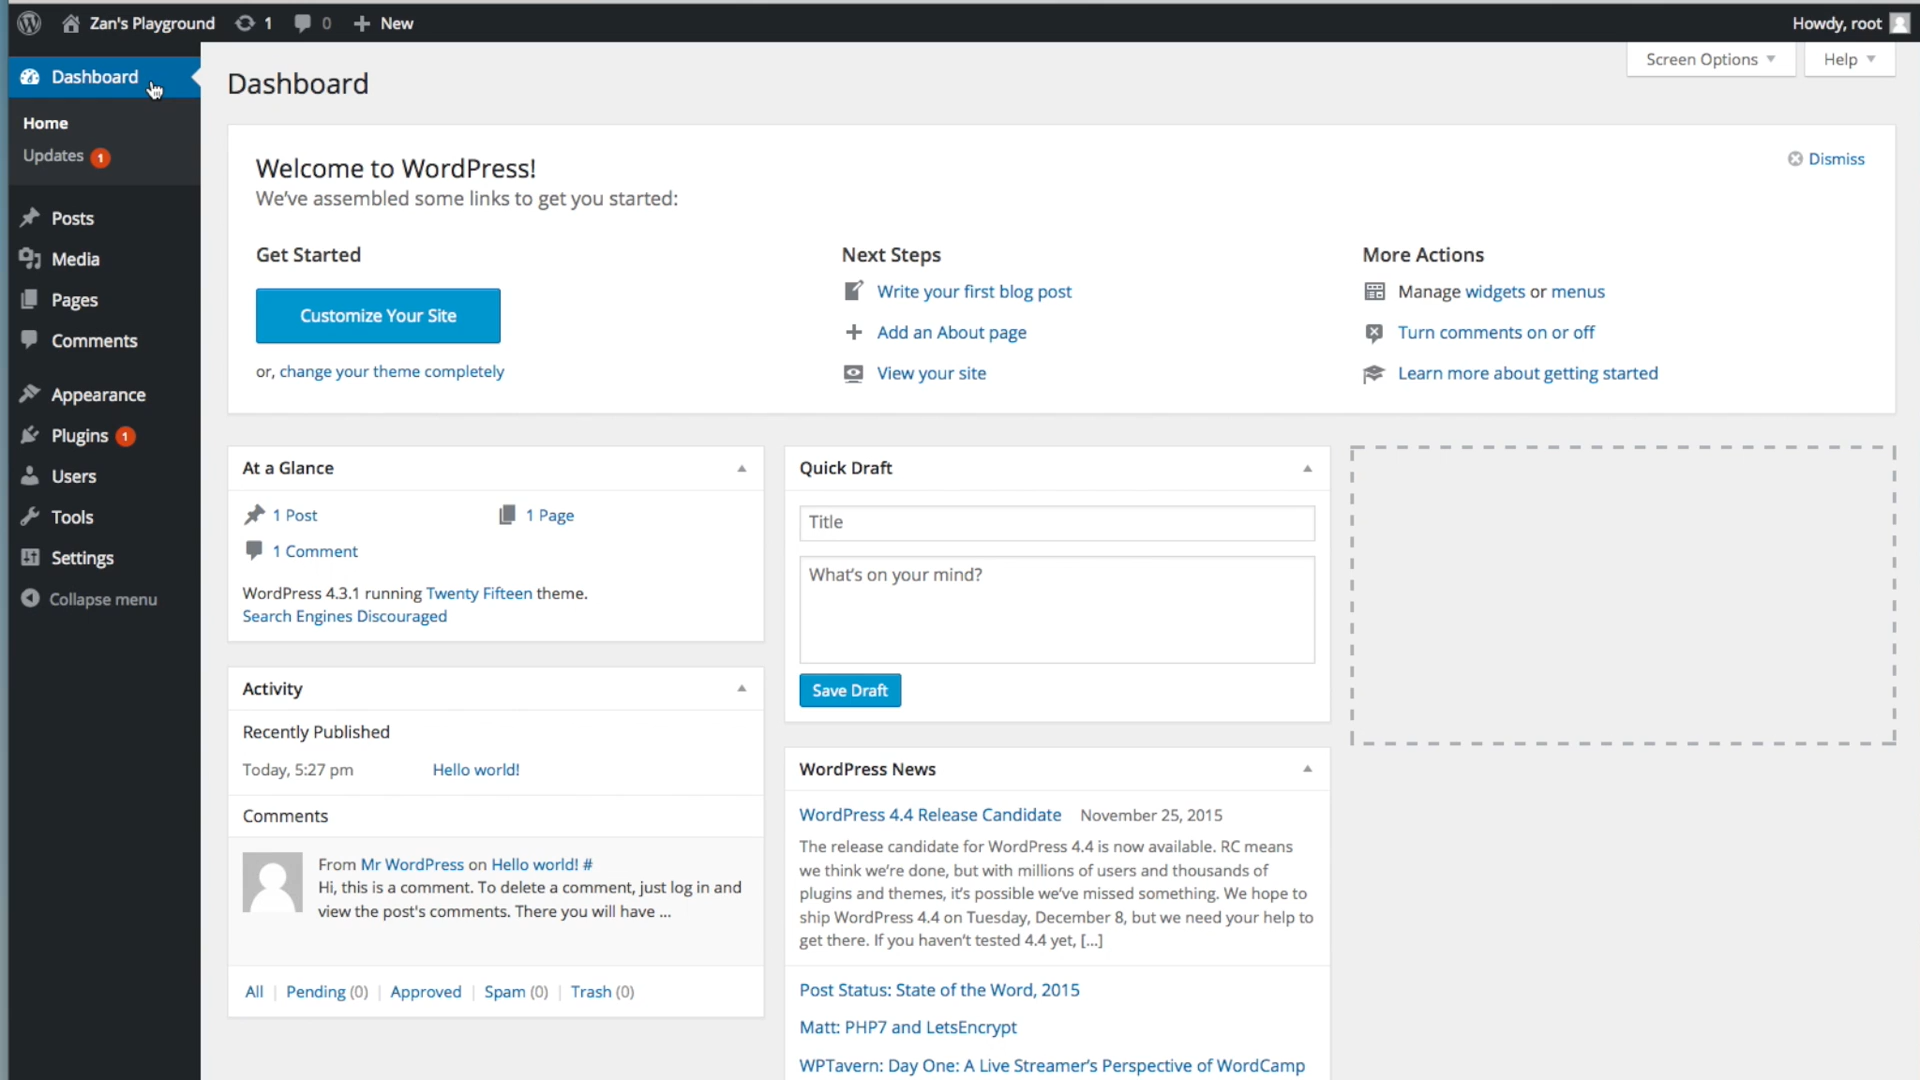 Zan's Playground 1 0 New
Howdy, root
Dashboard
Home
Updates 1
Posts
Media
Pages
Comments
Appearance
Plugins 1
Users
Tools
Settings
Collapse menu
Screen Options
Help
Dashboard
Welcome to WordPress!
We've assembled some links to get you started:
Dismiss
Get Started
Customize Your Site
or, change your theme completely
Next Steps
Write your first blog post
Add an About page
View your site
More Actions
Manage widgets or menus
Turn comments on or off
Learn more about getting started
At a Glance
1 Post
1 Page
1 Comment
WordPress 4.3.1 running Twenty Fifteen theme.
Search Engines Discouraged
Activity
Recently Published
Today, 5:27 pm Hello world!
Comments
From Mr WordPress on Hello world! #
Hi, this is a comment. To delete a comment, just log in and
view the post's comments. There you will have ...
All | Pending (0) | Approved | Spam (0) | Trash (0)
Quick Draft
Title
What's on your mind?
Save Draft
WordPress News
WordPress 4.4 Release Candidate November 25, 2015
The release candidate for WordPress 4.4 is now available. RC means
we think we're done, but with millions of users and thousands of
plugins and themes, it's possible we've missed something. We hope to
ship WordPress 4.4 on Tuesday, December 8, but we need your help to
get there. If you haven't tested 4.4 yet, [...]
Post Status: State of the Word, 2015
Matt: PHP7 and LetsEncrypt
WPTavern: Day One: A Live Streamer's Perspective of WordCamp